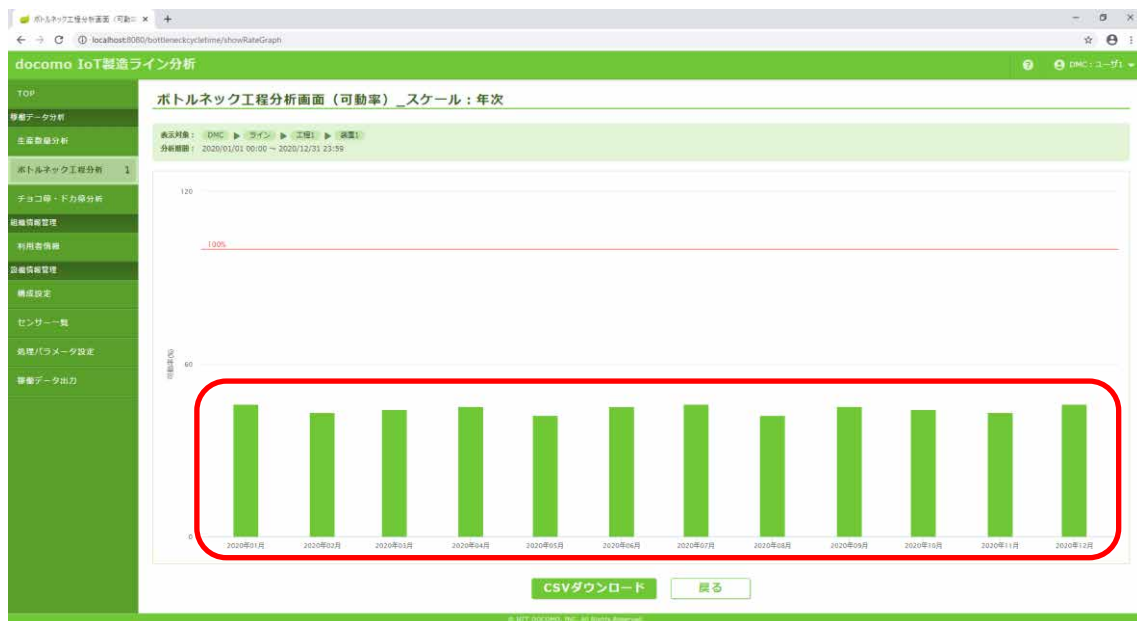 ボトルネック工程分析画面（可動率
localhost:8080/bottleneckcycletime/showRateGraph
docomo IoT製造ライン分析
DMC：ユーザ1
TOP
稼働データ分析
生産数量分析
ボトルネック工程分析 1
チョコ停・ドカ停分析
組織情報管理
利用者情報
設備情報管理
構成設定
センサー一覧
処理パラメータ設定
稼働データ出力
ボトルネック工程分析画面（可動率）_スケール：年次
表示対象： DMC ▶ ライン ▶ 工程1 ▶ 装置1
分析期間： 2020/01/01 00:00 ～ 2020/12/31 23:59
120
100%
可動率(%)
60
0
2020年01月 2020年02月 2020年03月 2020年04月 2020年05月 2020年06月 2020年07月 2020年08月 2020年09月 2020年10月 2020年11月 2020年12月
CSVダウンロード 戻る
© NTT DOCOMO, INC. All Rights Reserved.